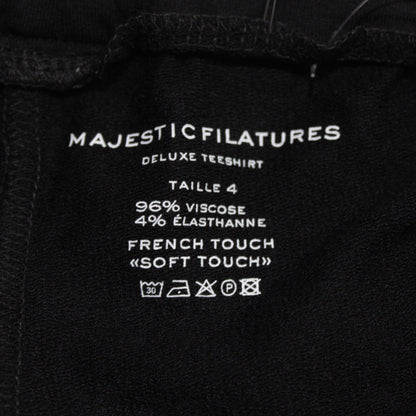 MAJESTIC FILATURES
DELUXE TEESHIRT
TAILLE 4
96% VISCOSE
4% ÉLASTHANNE
FRENCH TOUCH
«SOFT TOUCH»
30 P